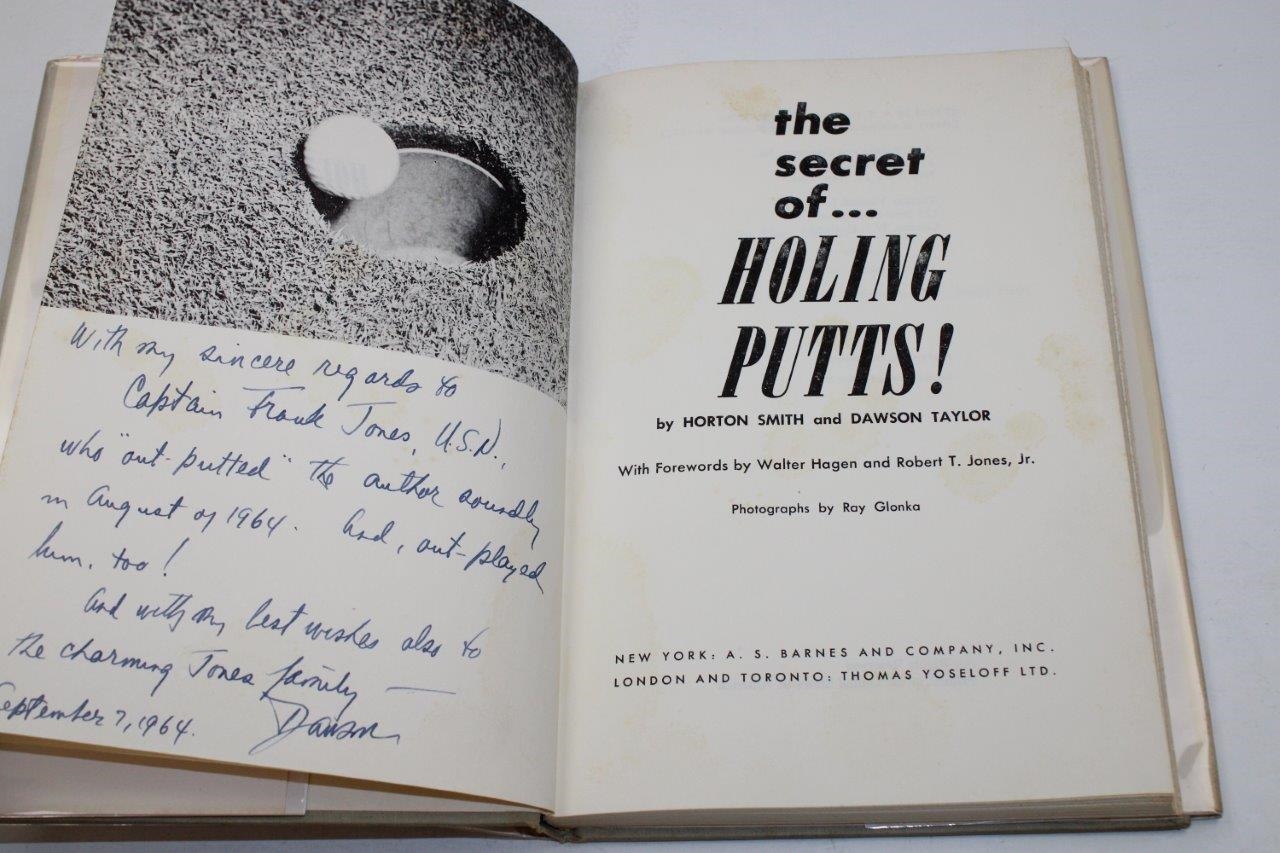 With my sincere regards to
Captain Frank Jones, U.S.N.,
who "out-putted" the author soundly
in August of 1964. And, out-played
him, too!
And with my best wishes also to
the charming Jones family —
September 7, 1964.
Dawson
the
secret
of...
HOLING
PUTTS!
by HORTON SMITH and DAWSON TAYLOR
With Forewords by Walter Hagen and Robert T. Jones, Jr.
Photographs by Ray Glonka
NEW YORK: A. S. BARNES AND COMPANY, INC.
LONDON AND TORONTO: THOMAS YOSELOFF LTD.